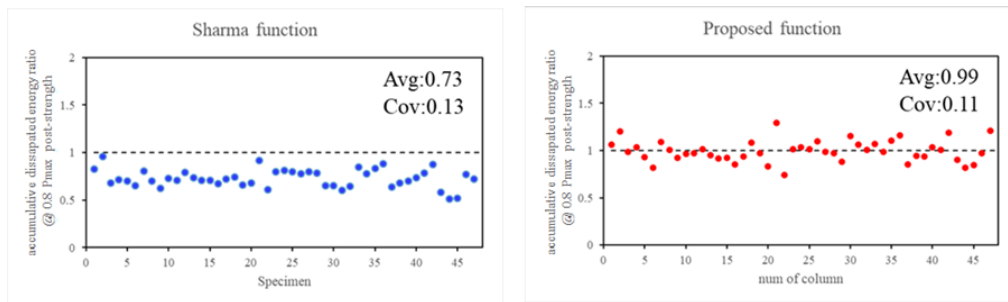 Sharma function
accumulative dissupated energy ratio
@ 0.8 Pmax post-strength
2
1.5
1
0.5
0
Avg:0.73
Cov:0.13
0 5 10 15 20 25 30 35 40 45
Specimen
Proposed function
accumulative dissupated energy ratio
@ 0.8 Pmax post-strength
2
1.5
1
0.5
0
Avg:0.99
Cov:0.11
0 5 10 15 20 25 30 35 40 45
num of column